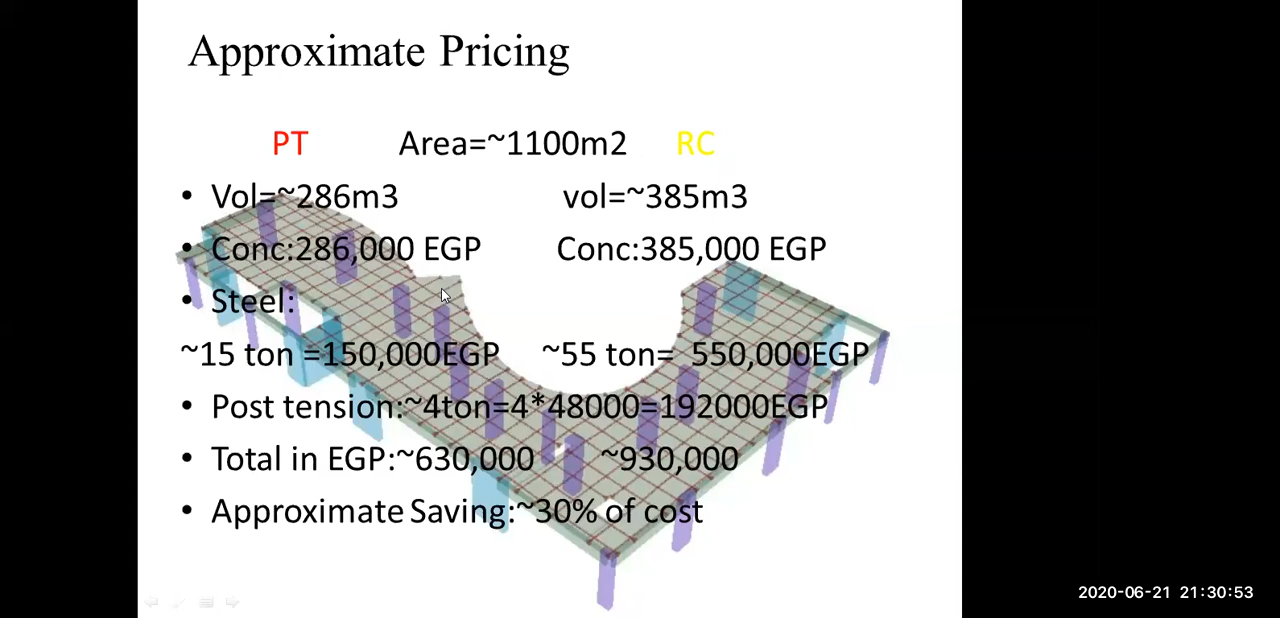 Approximate Pricing
PT Area=~1100m2 RC
• Vol=~286m3 vol=~385m3
• Conc:286,000 EGP Conc:385,000 EGP
• Steel:
~15 ton =150,000EGP ~55 ton= 550,000EGP
• Post tension:~4ton=4*48000=192000EGP
• Total in EGP:~630,000 ~930,000
• Approximate Saving:~30% of cost
2020-06-21 21:30:53